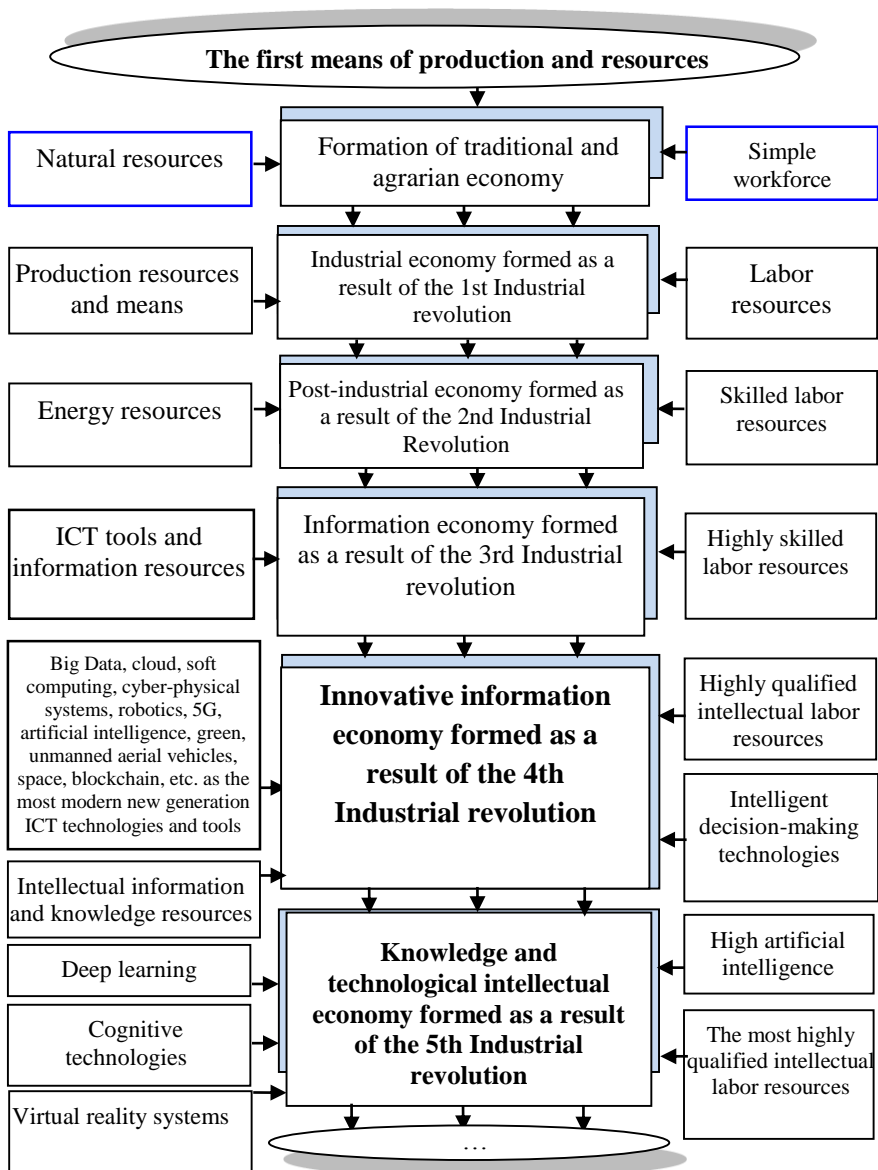 The first means of production and resources
Natural resources
Formation of traditional and
agrarian economy
Simple
workforce
Production resources
and means
Industrial economy formed as a
result of the 1st Industrial
revolution
Labor
resources
Energy resources
Post-industrial economy formed as
a result of the 2nd Industrial
Revolution
Skilled labor
resources
ICT tools and
information resources
Information economy formed
as a result of the 3rd Industrial
revolution
Highly skilled
labor resources
Big Data, cloud, soft
computing, cyber-physical
systems, robotics, 5G,
artificial intelligence, green,
unmanned aerial vehicles,
space, blockchain, etc. as the
most modern new generation
ICT technologies and tools
Innovative information
economy formed as a
result of the 4th
Industrial revolution
Highly qualified
intellectual labor
resources
Intelligent
decision-making
technologies
Intellectual information
and knowledge resources
Deep learning
Cognitive
technologies
Virtual reality systems
Knowledge and
technological intellectual
economy formed as a result
of the 5th Industrial
revolution
High artificial
intelligence
The most highly
qualified intellectual
labor resources
…